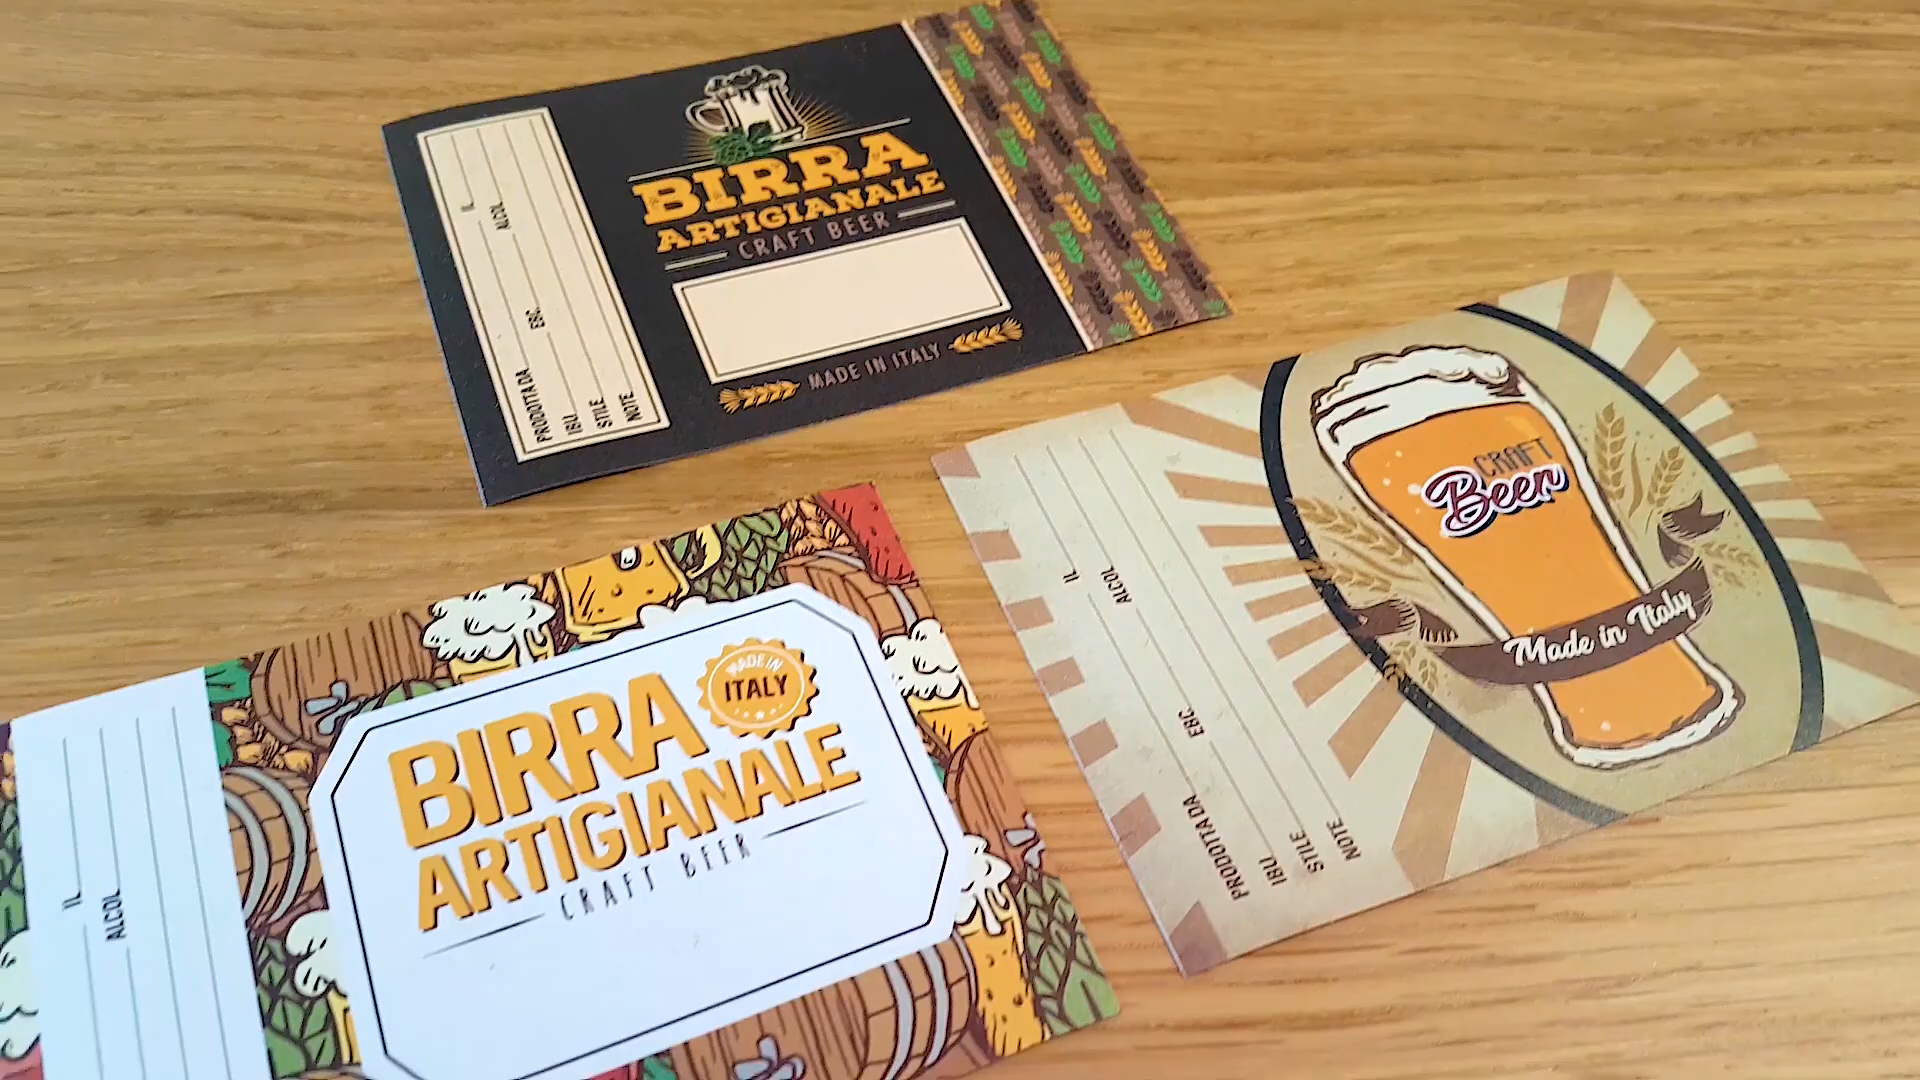 BIRRA
ARTIGIANALE
CRAFT BEER
MADE IN ITALY
PRODOTTA DA
IL
IBU
EBC
ALCOL
STILE
NOTE
CRAFT
Beer
Made in Italy
PRODOTTA DA
IL
IBU
EBC
ALCOL
STILE
NOTE
MADE IN
ITALY
BIRRA
ARTIGIANALE
CRAFT BEER
IL
ALCOL